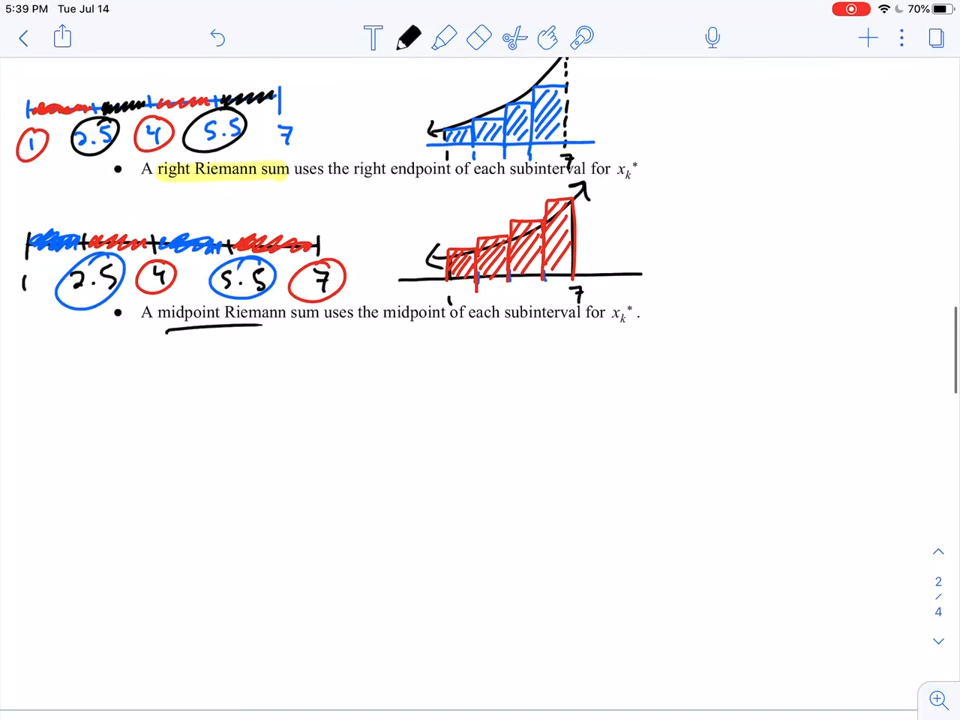 5:39 PM Tue Jul 14
70%
T
1 2.5 4 5.5 7
1 7
● A right Riemann sum uses the right endpoint of each subinterval for xₖ*
1 2.5 4 5.5 7
1 7
● A midpoint Riemann sum uses the midpoint of each subinterval for xₖ* .
2
/
4